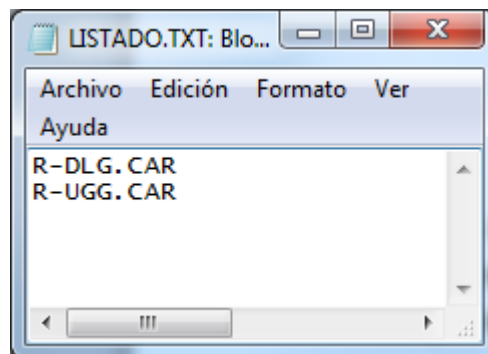 LISTADO.TXT: Blo...
Archivo Edición Formato Ver
Ayuda
R-DLG.CAR
R-UGG.CAR